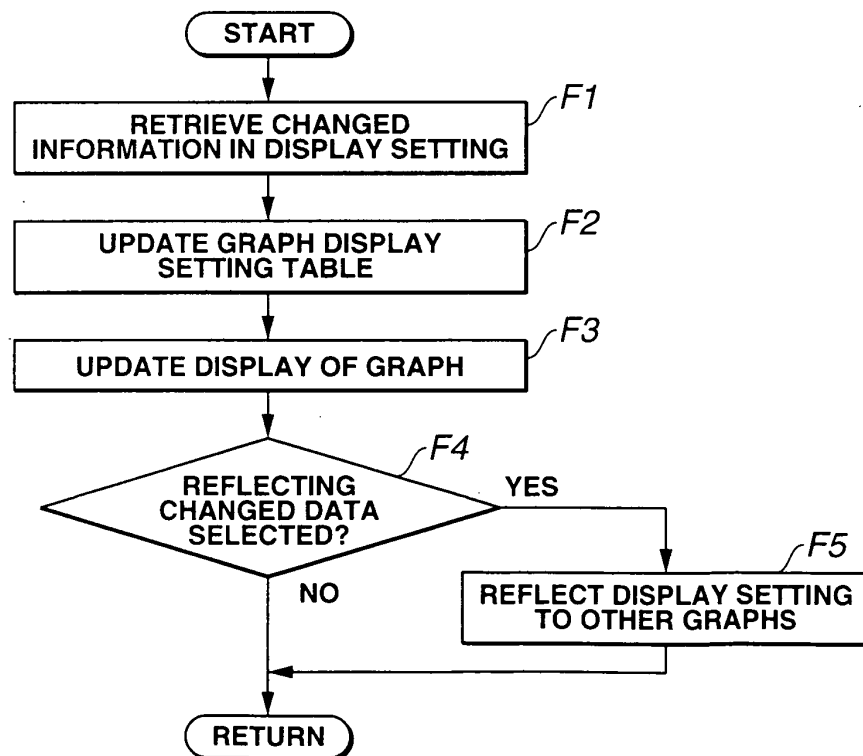 START
F1
RETRIEVE CHANGED
INFORMATION IN DISPLAY SETTING
F2
UPDATE GRAPH DISPLAY
SETTING TABLE
F3
UPDATE DISPLAY OF GRAPH
F4
REFLECTING
CHANGED DATA
SELECTED?
YES
NO
F5
REFLECT DISPLAY SETTING
TO OTHER GRAPHS
RETURN